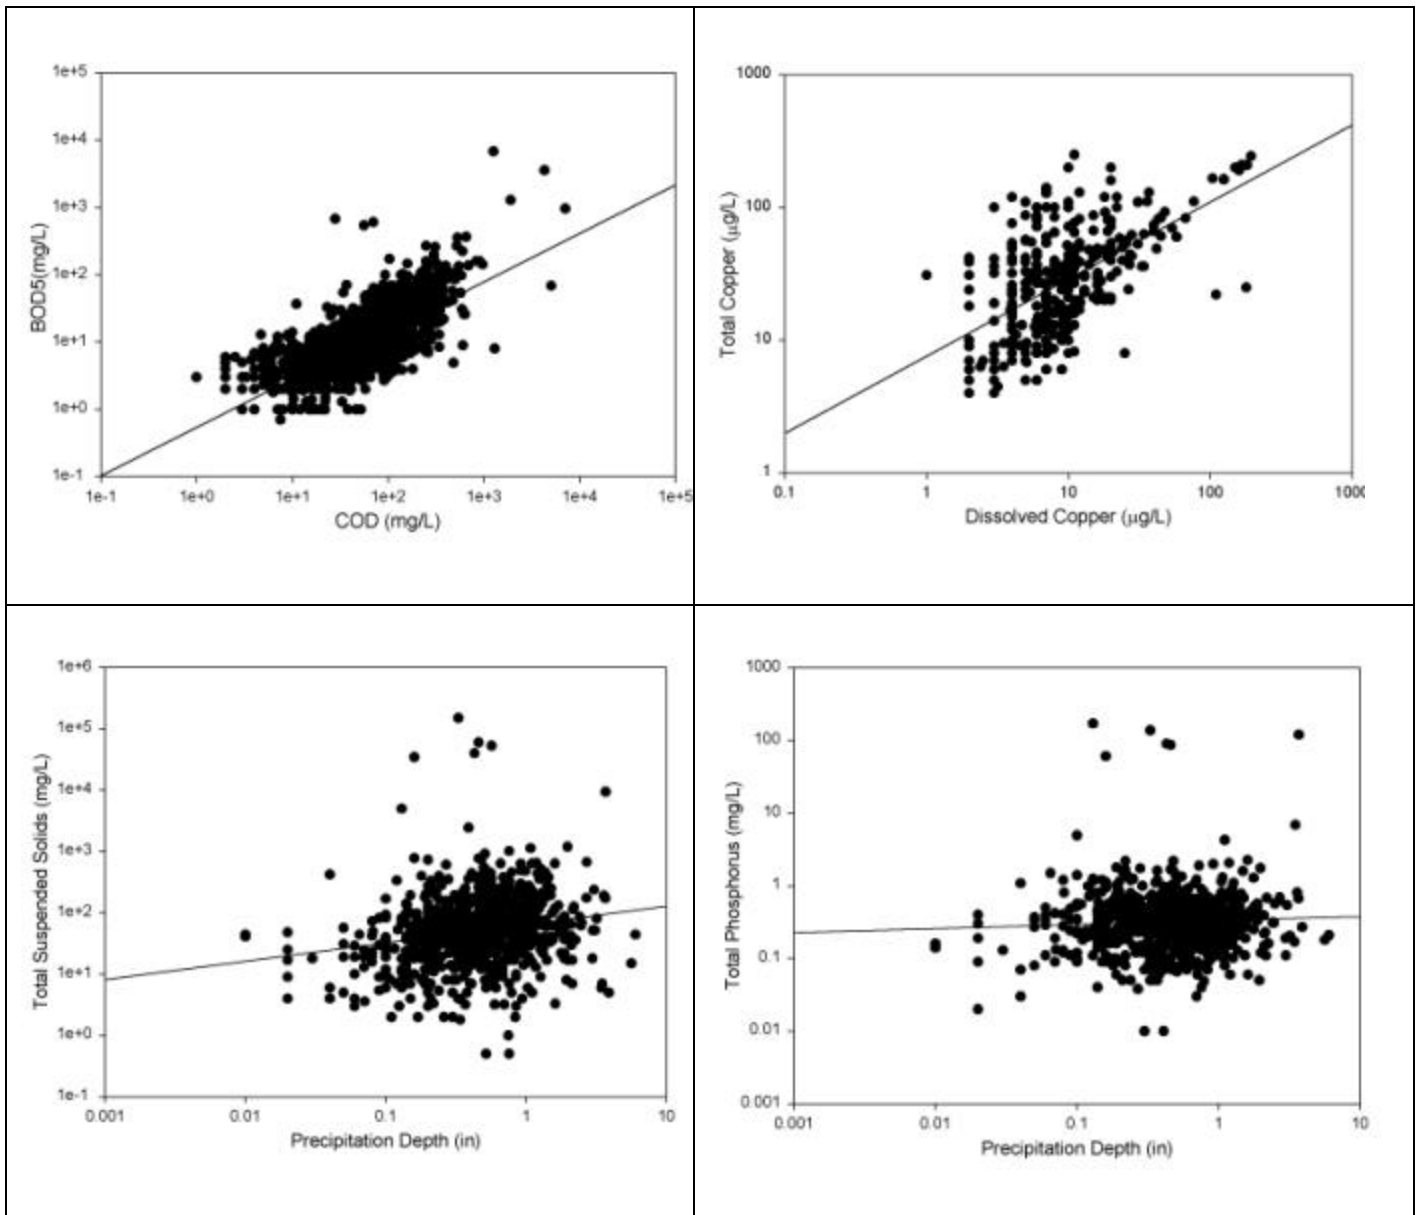 1e+5
1e+4
1e+3
1e+2
1e+1
1e+0
1e-1
BOD5(mg/L)
1e-1 1e+0 1e+1 1e+2 1e+3 1e+4 1e+5
COD (mg/L)
1000
100
10
1
Total Copper (µg/L)
0.1 1 10 100 1000
Dissolved Copper (µg/L)
1e+6
1e+5
1e+4
1e+3
1e+2
1e+1
1e+0
1e-1
Total Suspended Solids (mg/L)
0.001 0.01 0.1 1 10
Precipitation Depth (in)
1000
100
10
1
0.1
0.01
0.001
Total Phosphorus (mg/L)
0.001 0.01 0.1 1 10
Precipitation Depth (in)